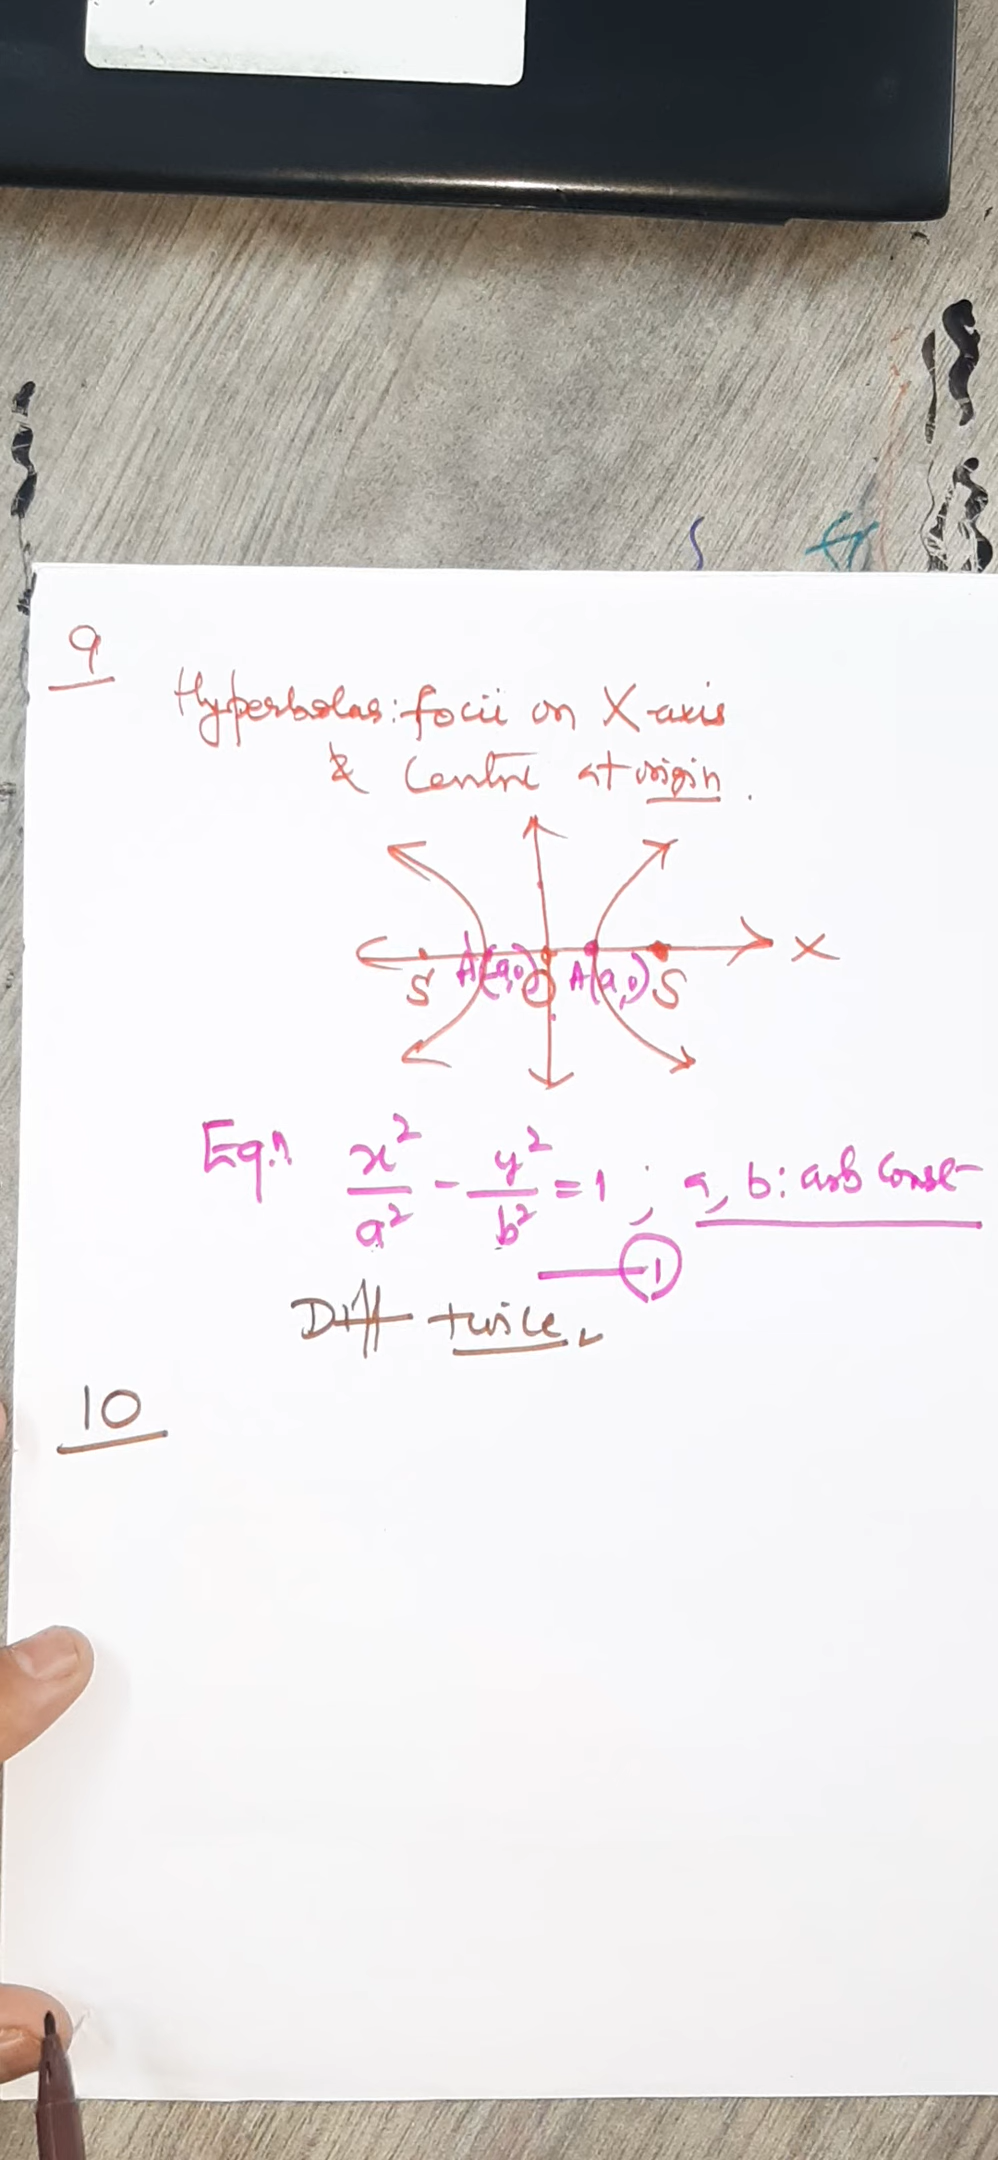 9
Hyperbolas: focii on X-axis
& Centre at origin.
X
S' A'(-a,0) O A(a,0) S
Eq.n x²/a² - y²/b² = 1 ; a, b: arb const
1
Diff twice,
10